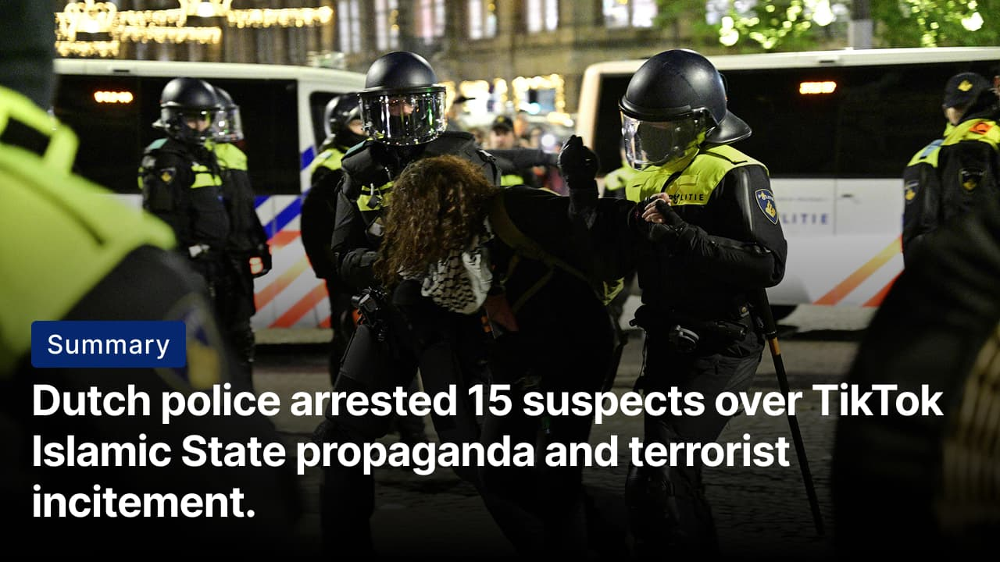 POLITIE
LITIE
Summary
Dutch police arrested 15 suspects over TikTok
Islamic State propaganda and terrorist
incitement.